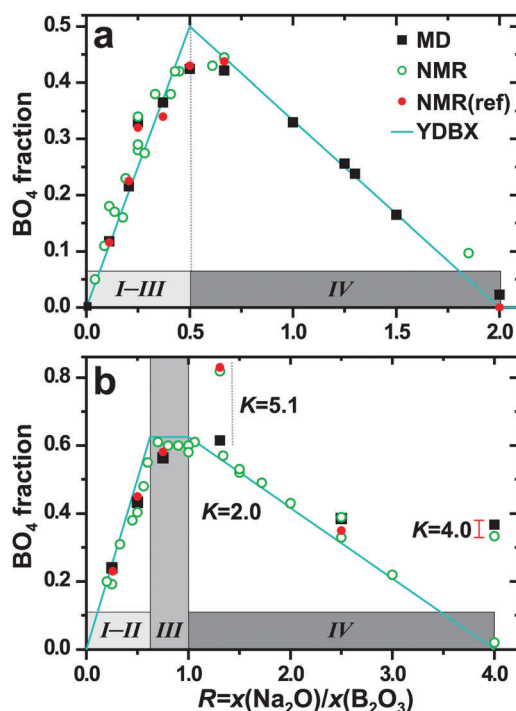 a
0.5
0.4
0.3
0.2
0.1
0.0
BO4 fraction
MD
NMR
NMR(ref)
YDBX
I–III
IV
0.0
0.5
1.0
1.5
2.0
b
0.8
0.6
0.4
0.2
0.0
BO4 fraction
K=5.1
K=2.0
K=4.0
I–II
III
IV
0.0
1.0
2.0
3.0
4.0
R=x(Na2O)/x(B2O3)